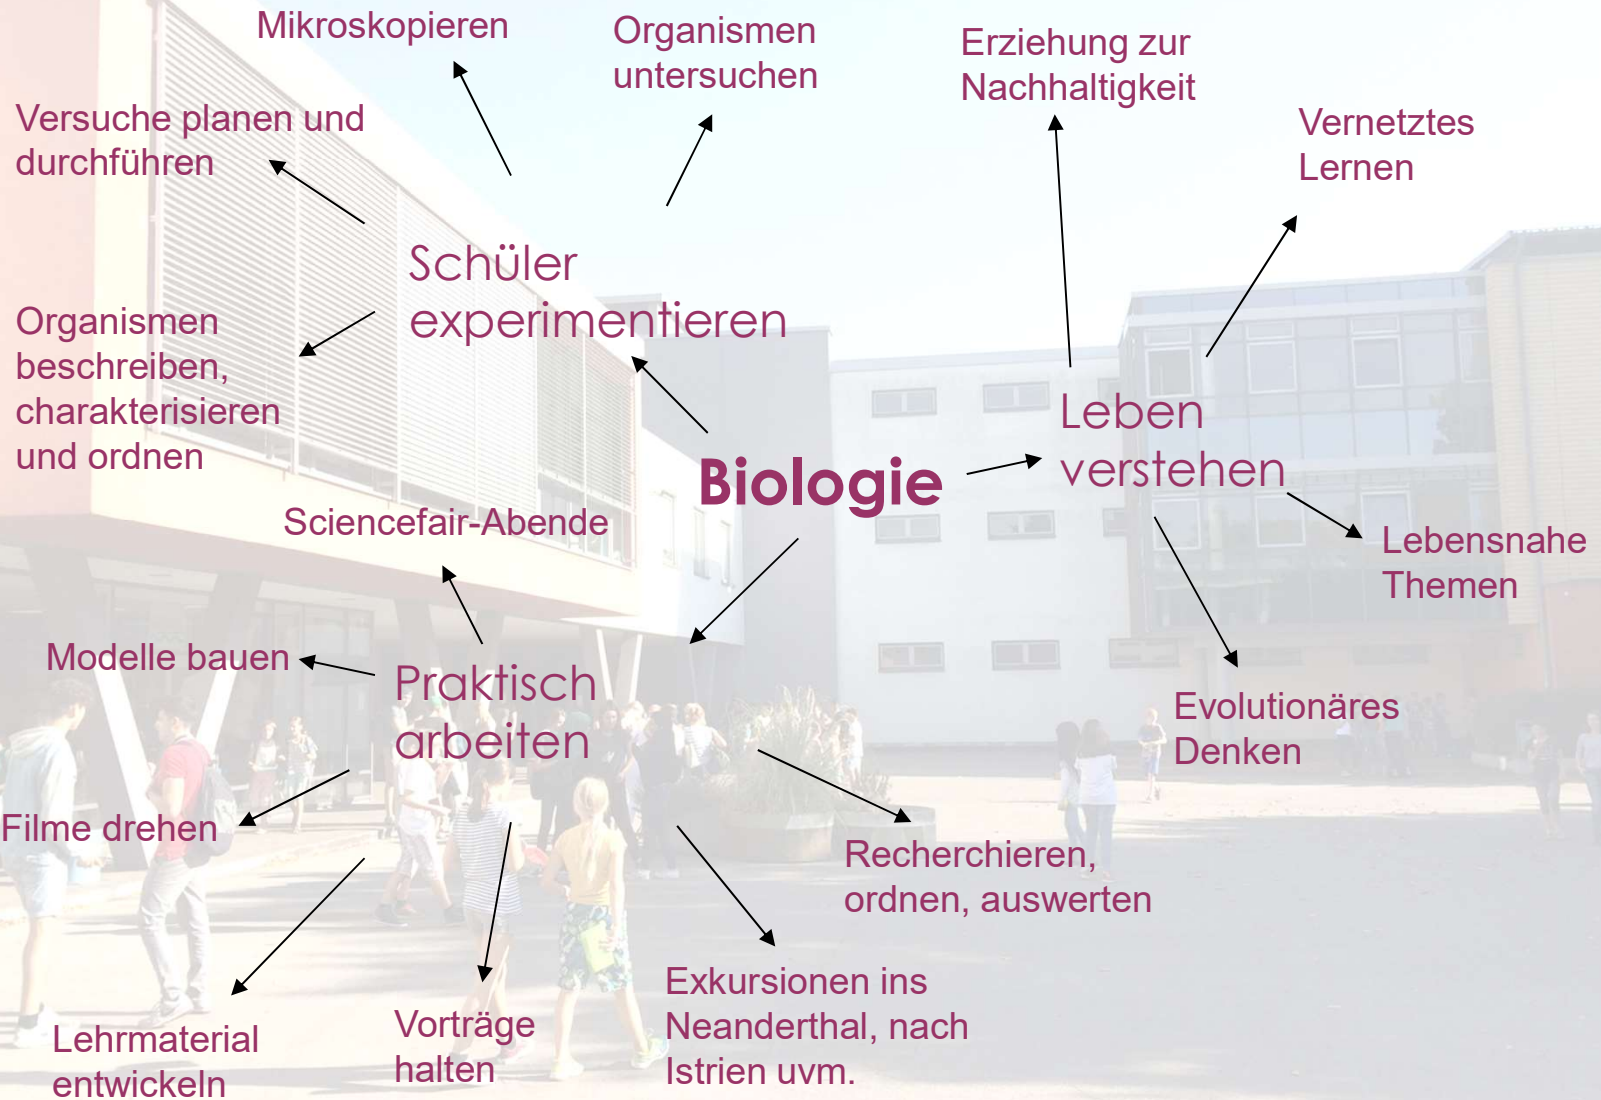 Mikroskopieren
Organismen
untersuchen
Erziehung zur
Nachhaltigkeit
Versuche planen und
durchführen
Vernetztes
Lernen
Schüler
experimentieren
Organismen
beschreiben,
charakterisieren
und ordnen
Leben
verstehen
Biologie
Sciencefair-Abende
Lebensnahe
Themen
Modelle bauen
Praktisch
arbeiten
Evolutionäres
Denken
Filme drehen
Recherchieren,
ordnen, auswerten
Lehrmaterial
entwickeln
Vorträge
halten
Exkursionen ins
Neanderthal, nach
Istrien uvm.